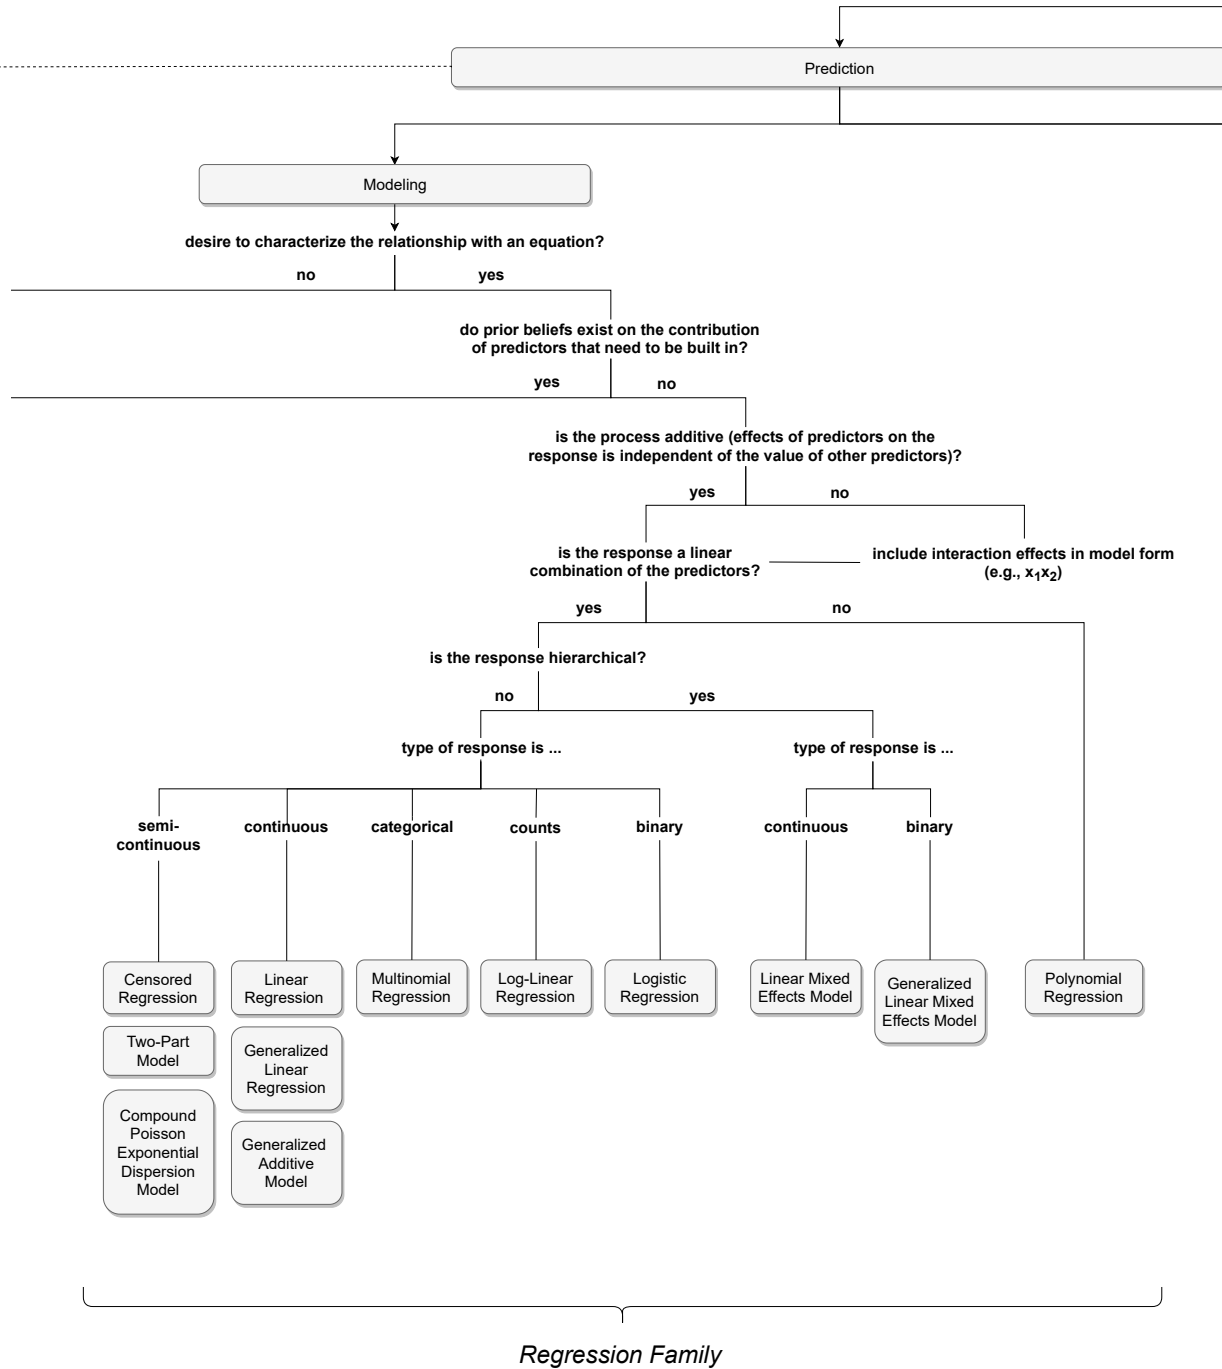 Prediction
Modeling
desire to characterize the relationship with an equation?
no
yes
do prior beliefs exist on the contribution
of predictors that need to be built in?
yes
no
is the process additive (effects of predictors on the
response is independent of the value of other predictors)?
yes
no
is the response a linear
combination of the predictors?
include interaction effects in model form
(e.g., x₁x₂)
yes
no
is the response hierarchical?
no
yes
type of response is ...
type of response is ...
semi-
continuous
continuous
categorical
counts
binary
continuous
binary
Censored
Regression
Linear
Regression
Multinomial
Regression
Log-Linear
Regression
Logistic
Regression
Linear Mixed
Effects Model
Generalized
Linear Mixed
Effects Model
Polynomial
Regression
Two-Part
Model
Generalized
Linear
Regression
Compound
Poisson
Exponential
Dispersion
Model
Generalized
Additive
Model
Regression Family